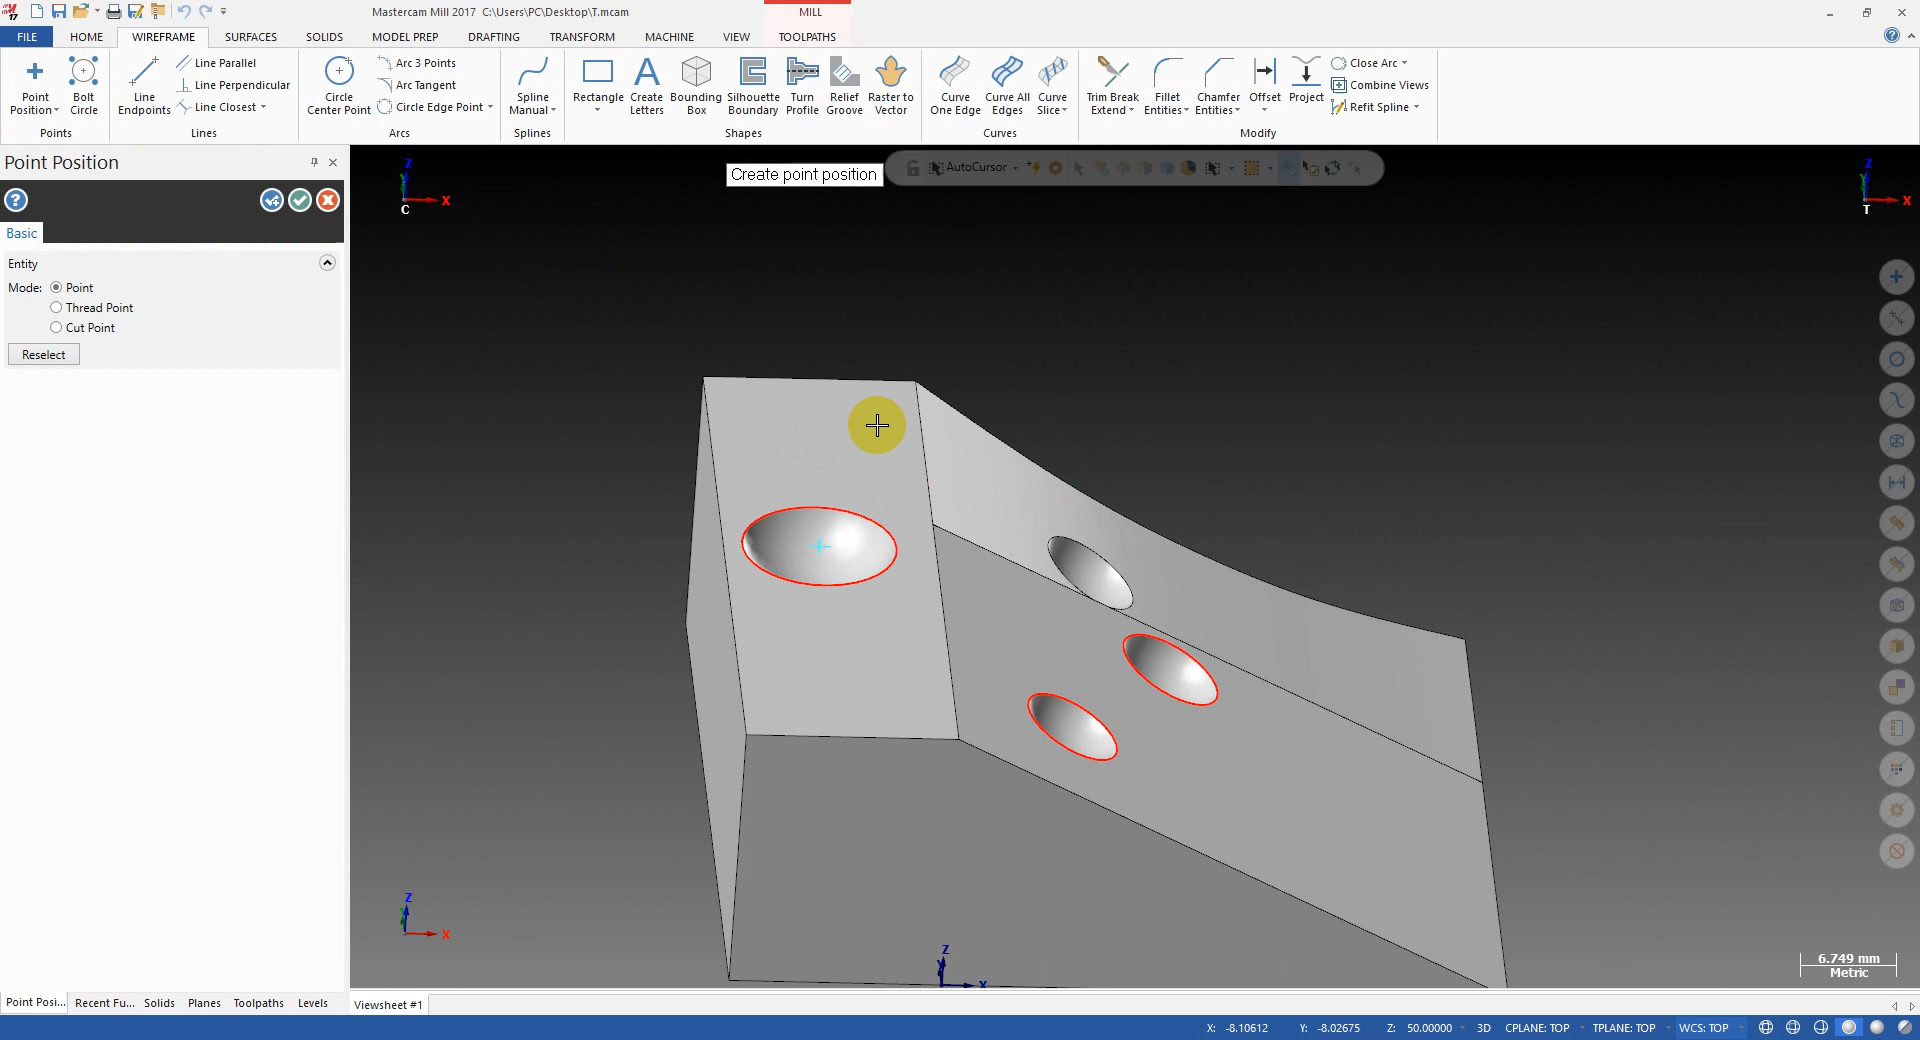 Mastercam Mill 2017  C:\Users\PC\Desktop\T.mcam
MILL
FILE
HOME
WIREFRAME
SURFACES
SOLIDS
MODEL PREP
DRAFTING
TRANSFORM
MACHINE
VIEW
TOOLPATHS
Point Position
Bolt Circle
Points
Line Endpoints
Line Parallel
Line Perpendicular
Line Closest
Lines
Circle Center Point
Arc 3 Points
Arc Tangent
Circle Edge Point
Arcs
Spline Manual
Splines
Rectangle
Create Letters
Bounding Box
Silhouette Boundary
Turn Profile
Relief Groove
Raster to Vector
Shapes
Curve One Edge
Curve All Edges
Curve Slice
Curves
Trim Break Extend
Fillet Entities
Chamfer Entities
Offset
Project
Close Arc
Combine Views
Refit Spline
Modify
Point Position
Basic
Entity
Mode:
Point
Thread Point
Cut Point
Reselect
Create point position
AutoCursor
Z
X
C
Z
X
T
Z
X
Z
X
6.749 mm
Metric
Point Posi...
Recent Fu...
Solids
Planes
Toolpaths
Levels
Viewsheet #1
X: -8.10612
Y: -8.02675
Z: 50.00000
3D
CPLANE: TOP
TPLANE: TOP
WCS: TOP